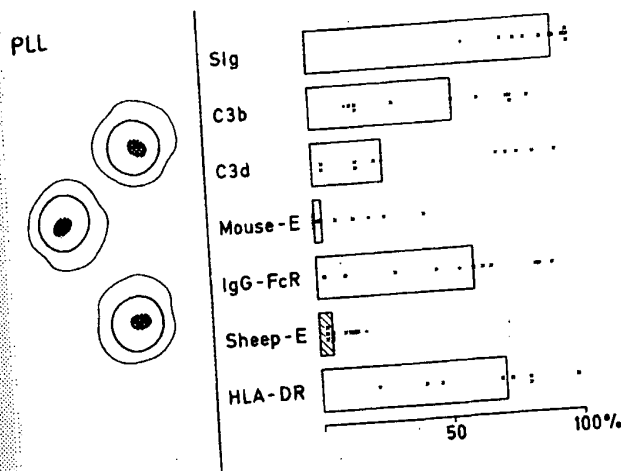 PLL
SIg
C3b
C3d
Mouse-E
IgG-FcR
Sheep-E
HLA-DR
50
100%